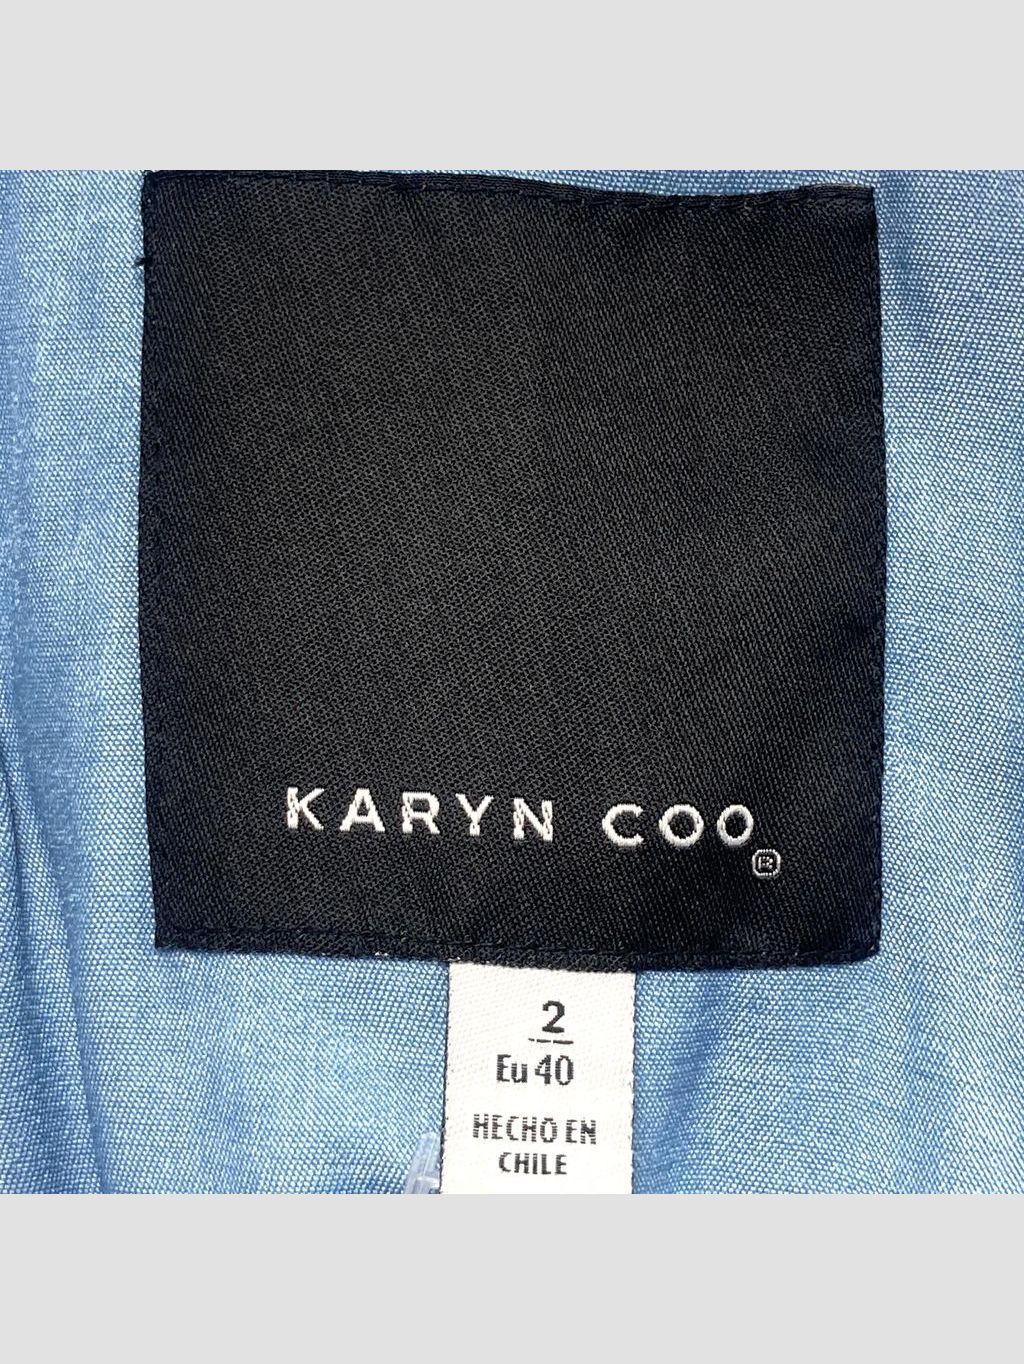 KARYN COO
®
2
Eu 40
HECHO EN
CHILE